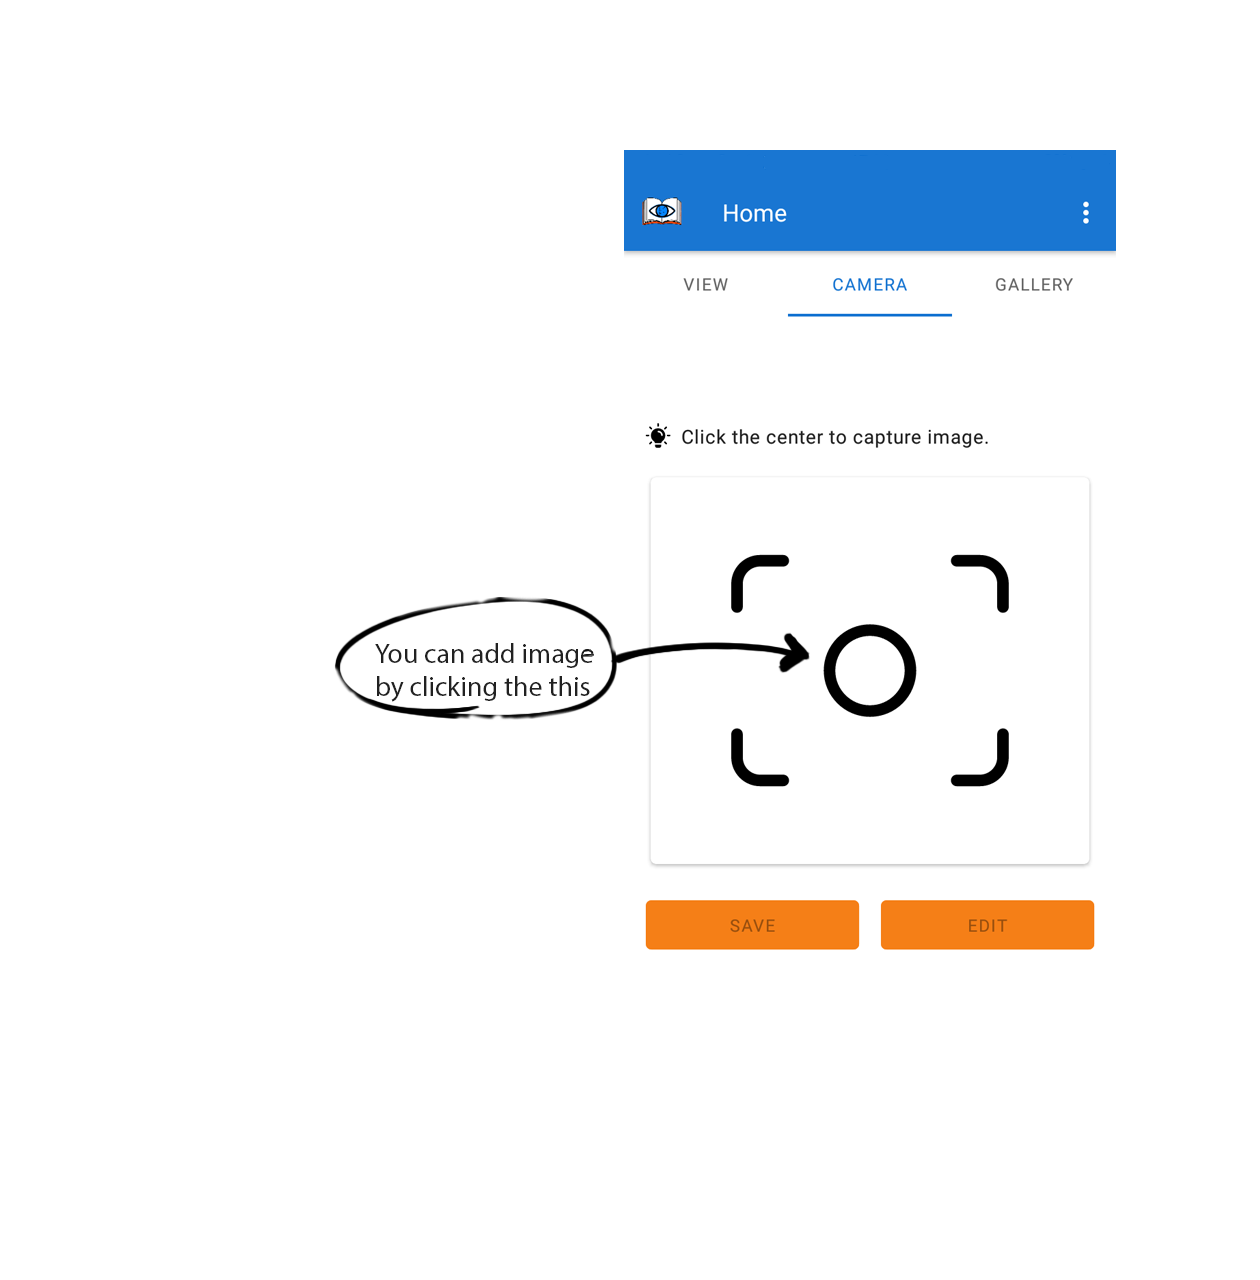 Home
VIEW CAMERA GALLERY
Click the center to capture image.
You can add image
by clicking the this
SAVE EDIT